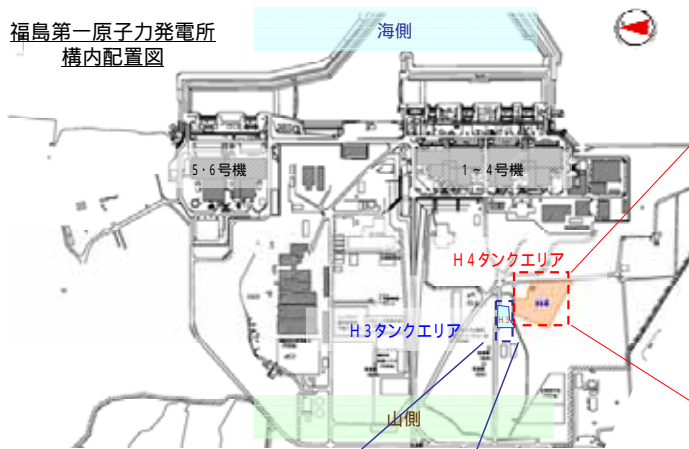 福島第一原子力発電所
構内配置図
海側
5・6号機
1~4号機
H4タンクエリア
H4
H3
H3タンクエリア
山側